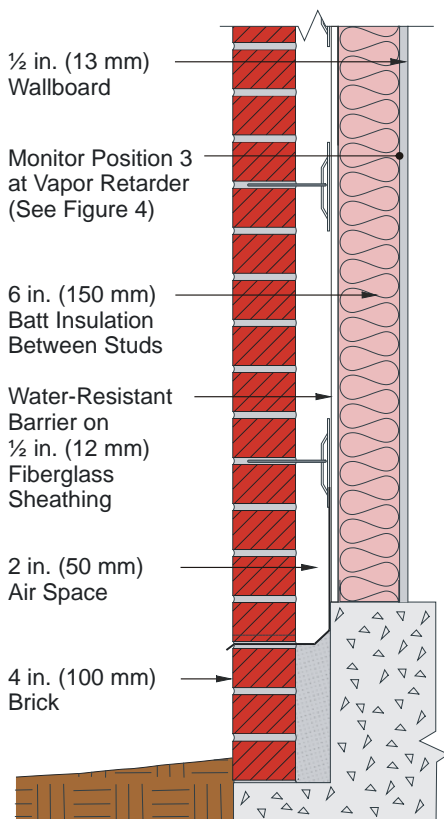 ½ in. (13 mm)
Wallboard
Monitor Position 3
at Vapor Retarder
(See Figure 4)
6 in. (150 mm)
Batt Insulation
Between Studs
Water-Resistant
Barrier on
½ in. (12 mm)
Fiberglass
Sheathing
2 in. (50 mm)
Air Space
4 in. (100 mm)
Brick